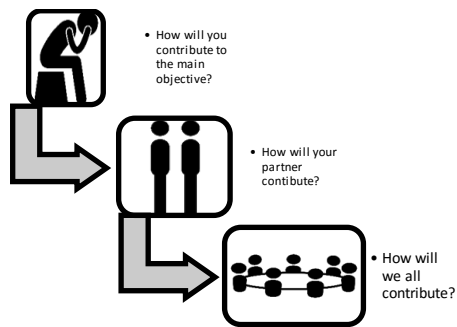 • How will you
contribute to
the main
objective?
• How will your
partner
contibute?
• How will
we all
contribute?